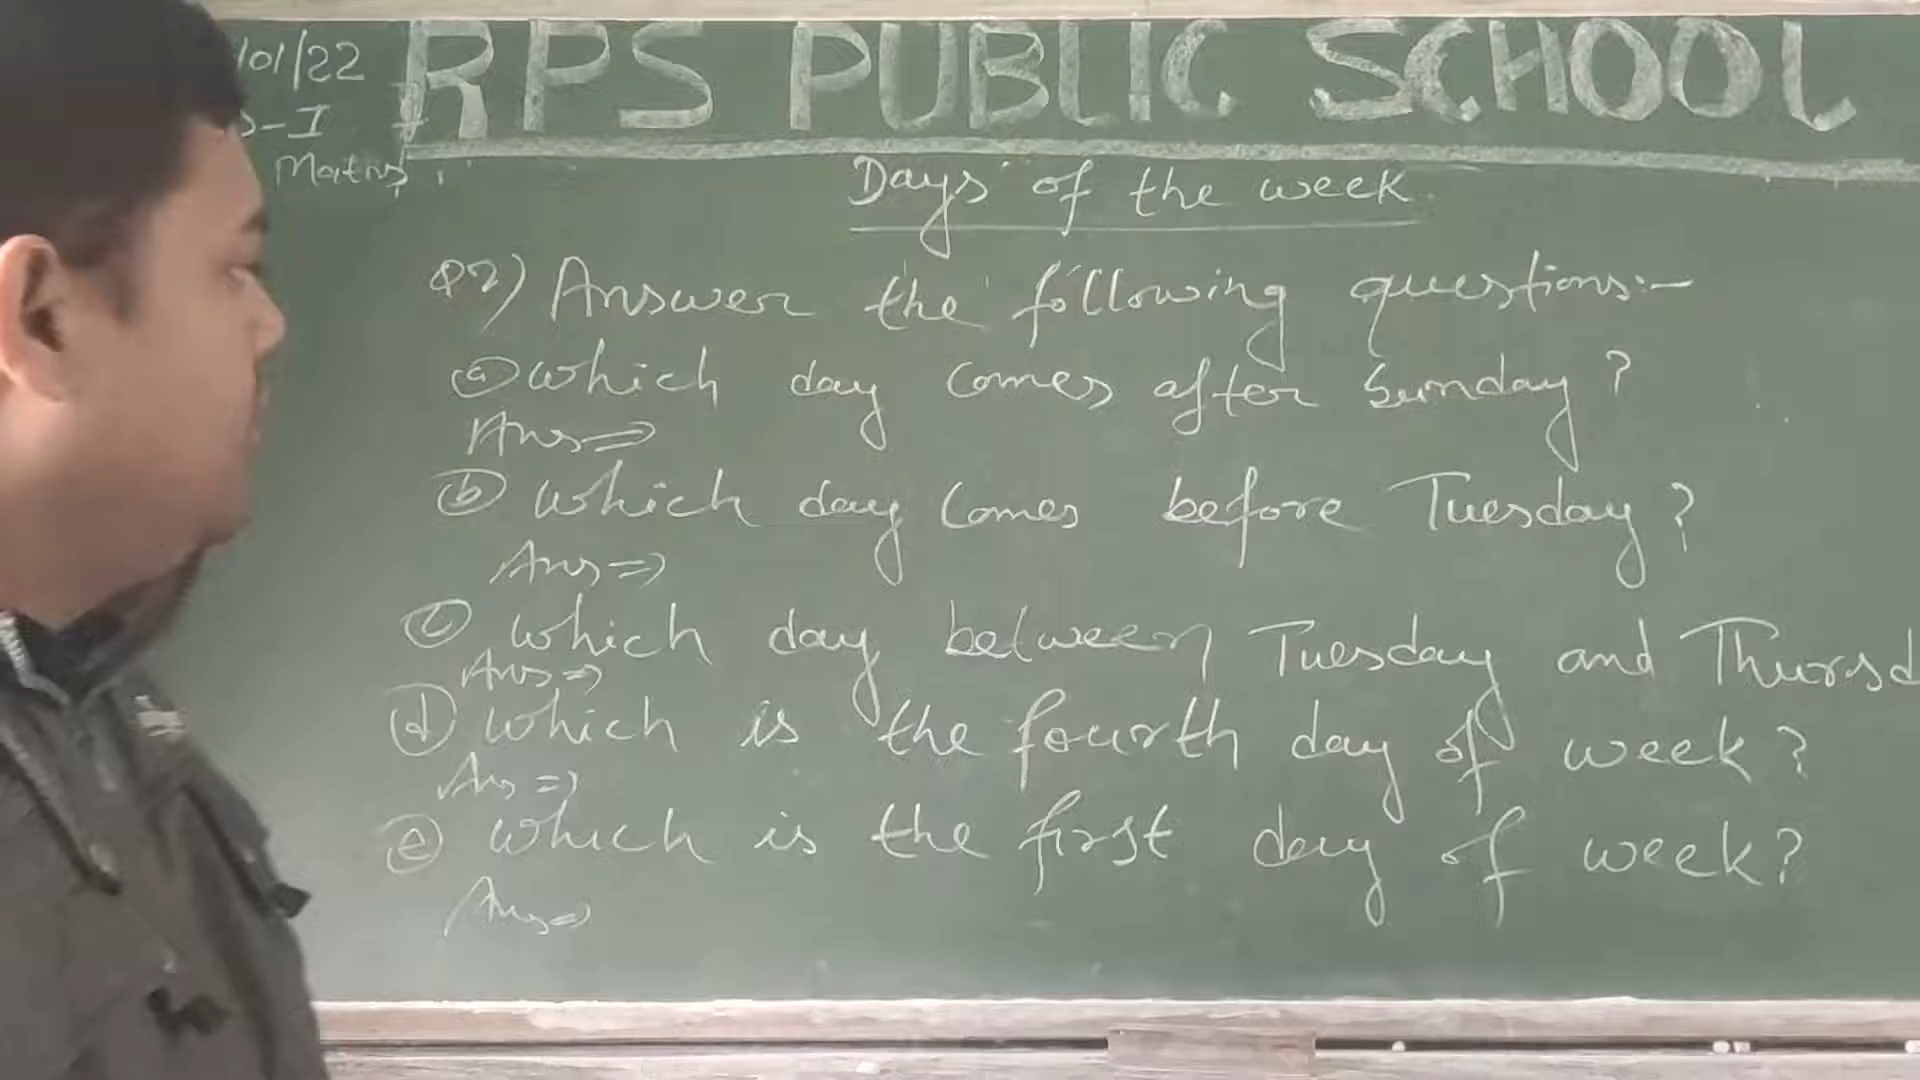 /01/22
RPS PUBLIC SCHOOL
-I
Maths
Days of the week
Q2) Answer the following questions:-
(a) which day comes after Sunday?
Ans⇒
(b) which day comes before Tuesday?
Ans⇒
(c) which day between Tuesday and Thursd
Ans⇒
(d) which is the fourth day of week?
Ans⇒
(e) which is the first day of week?
Ans⇒